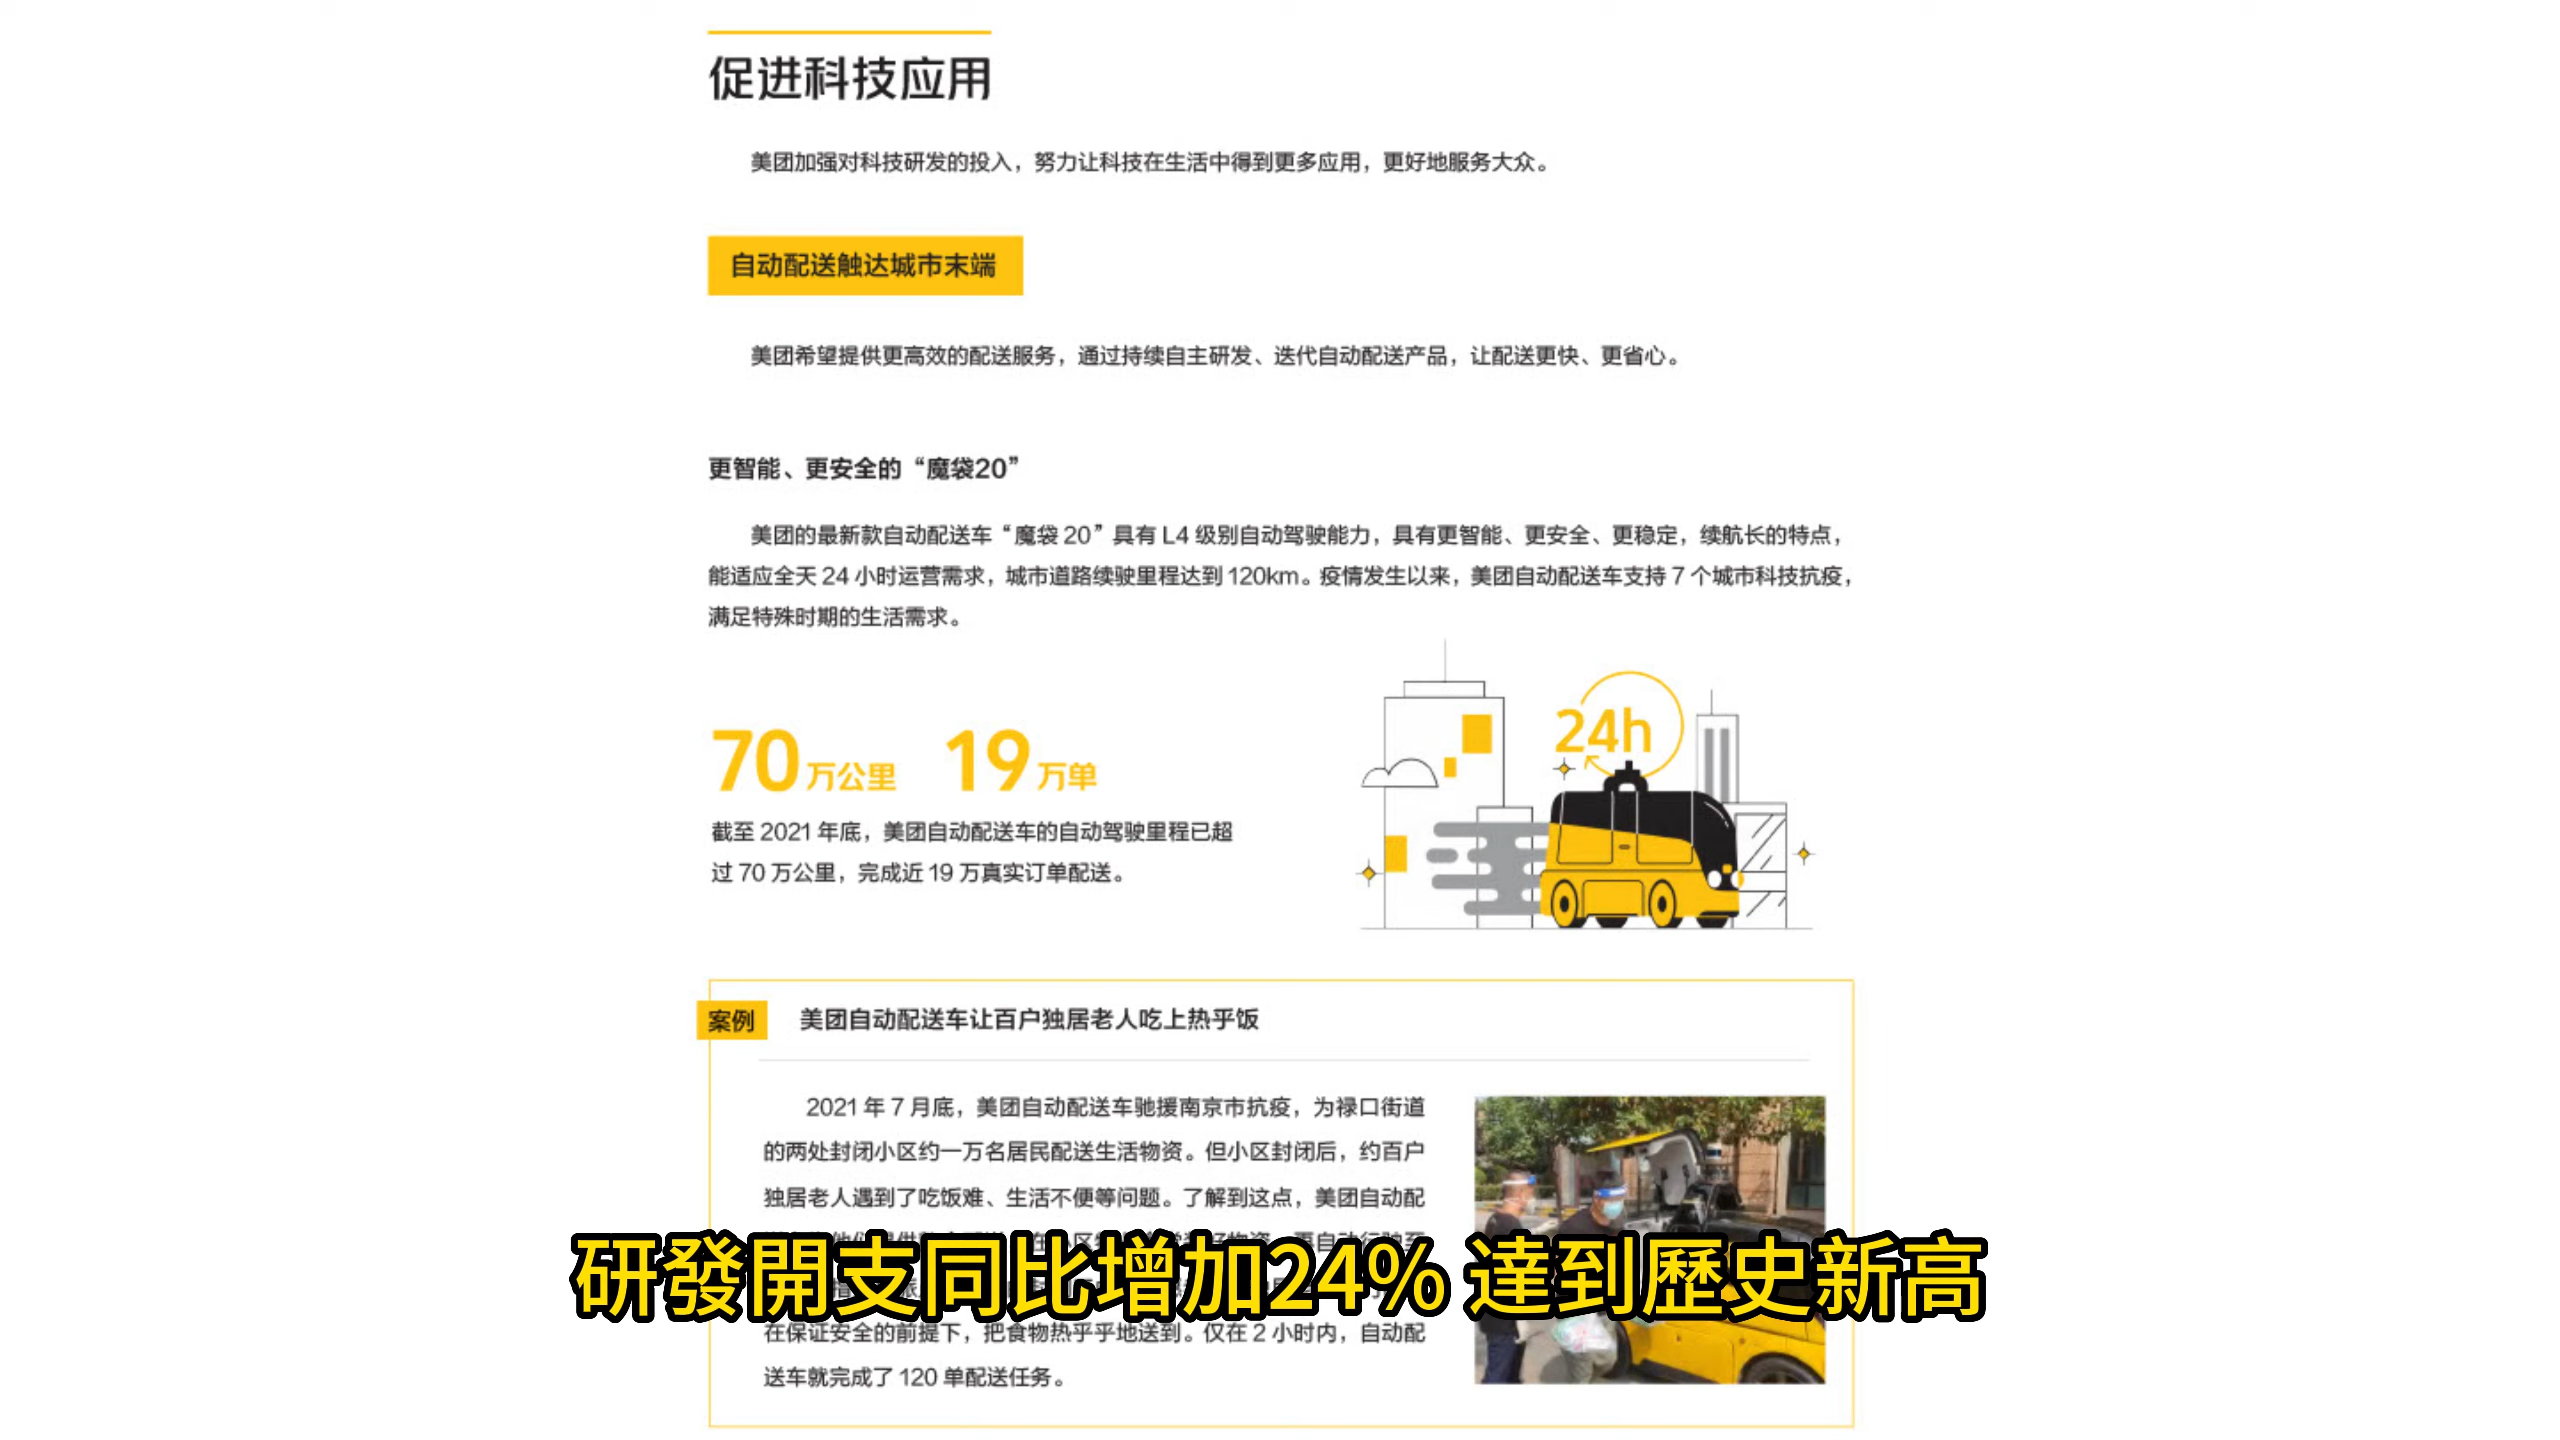 促进科技应用
美团加强对科技研发的投入，努力让科技在生活中得到更多应用，更好地服务大众。
自动配送触达城市末端
美团希望提供更高效的配送服务，通过持续自主研发、迭代自动配送产品，让配送更快、更省心。
更智能、更安全的“魔袋20”
美团的最新款自动配送车“魔袋 20”具有 L4 级别自动驾驶能力，具有更智能、更安全、更稳定，续航长的特点，
能适应全天 24 小时运营需求，城市道路续驶里程达到 120km。疫情发生以来，美团自动配送车支持 7 个城市科技抗疫，
满足特殊时期的生活需求。
24h
70万公里 19万单
截至 2021 年底，美团自动配送车的自动驾驶里程已超
过 70 万公里，完成近 19 万真实订单配送。
案例 美团自动配送车让百户独居老人吃上热乎饭
2021 年 7 月底，美团自动配送车驰援南京市抗疫，为禄口街道
的两处封闭小区约一万名居民配送生活物资。但小区封闭后，约百户
独居老人遇到了吃饭难、生活不便等问题。了解到这点，美团自动配
研發開支同比增加24% 達到歷史新高
在保证安全的前提下，把食物热乎乎地送到。仅在 2 小时内，自动配
送车就完成了 120 单配送任务。